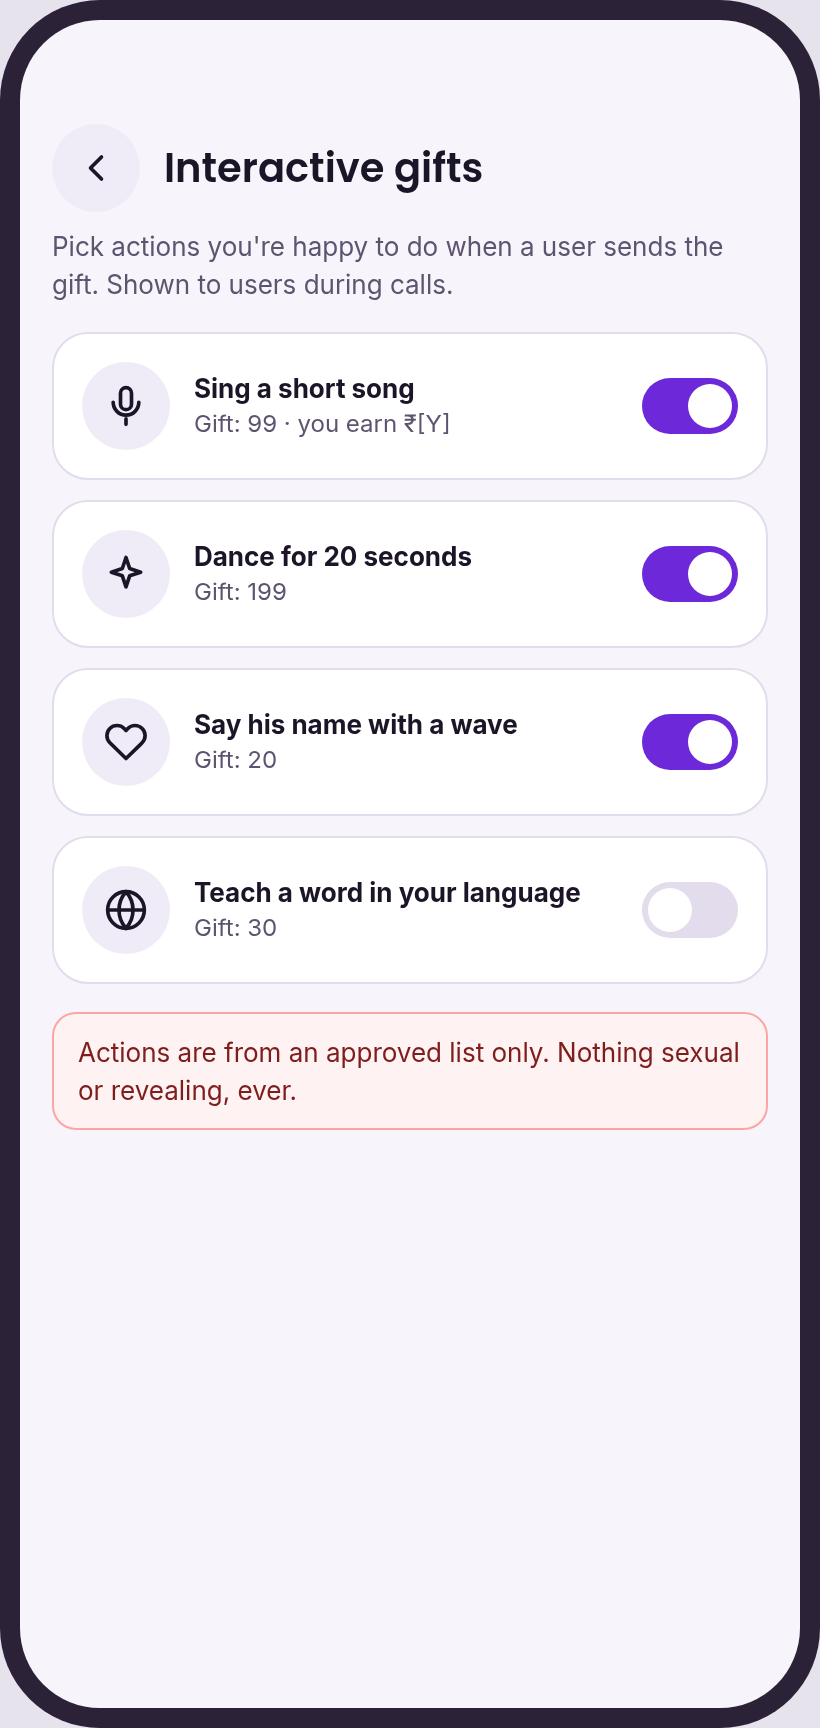 Interactive gifts
Pick actions you're happy to do when a user sends the
gift. Shown to users during calls.
Sing a short song
Gift: 99 · you earn ₹[Y]
Dance for 20 seconds
Gift: 199
Say his name with a wave
Gift: 20
Teach a word in your language
Gift: 30
Actions are from an approved list only. Nothing sexual
or revealing, ever.